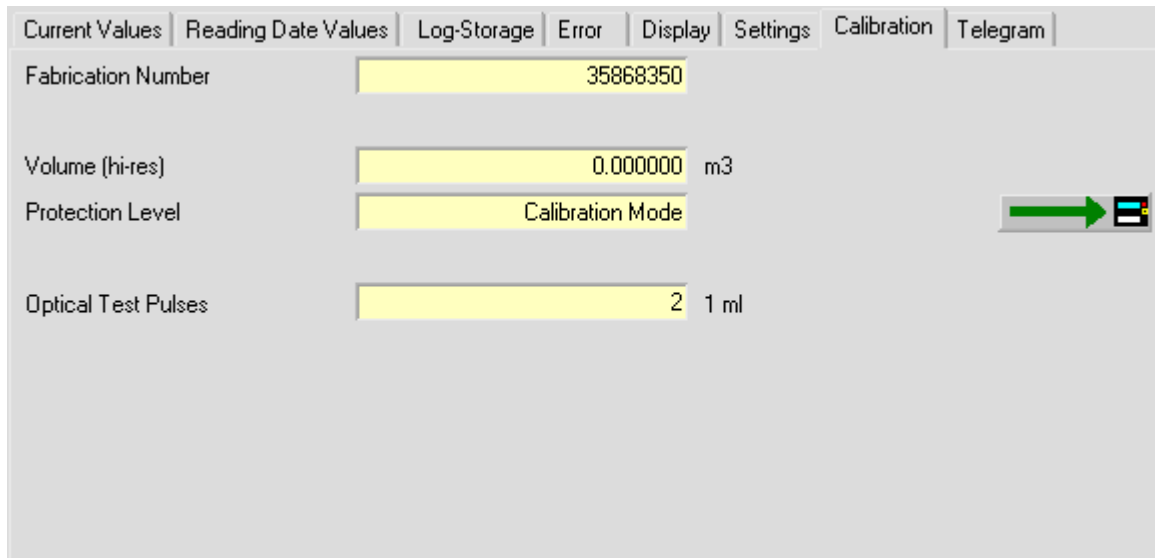 Current Values Reading Date Values Log-Storage Error Display Settings Calibration Telegram
Fabrication Number 35868350
Volume (hi-res) 0.000000 m3
Protection Level Calibration Mode
Optical Test Pulses 2 1 ml